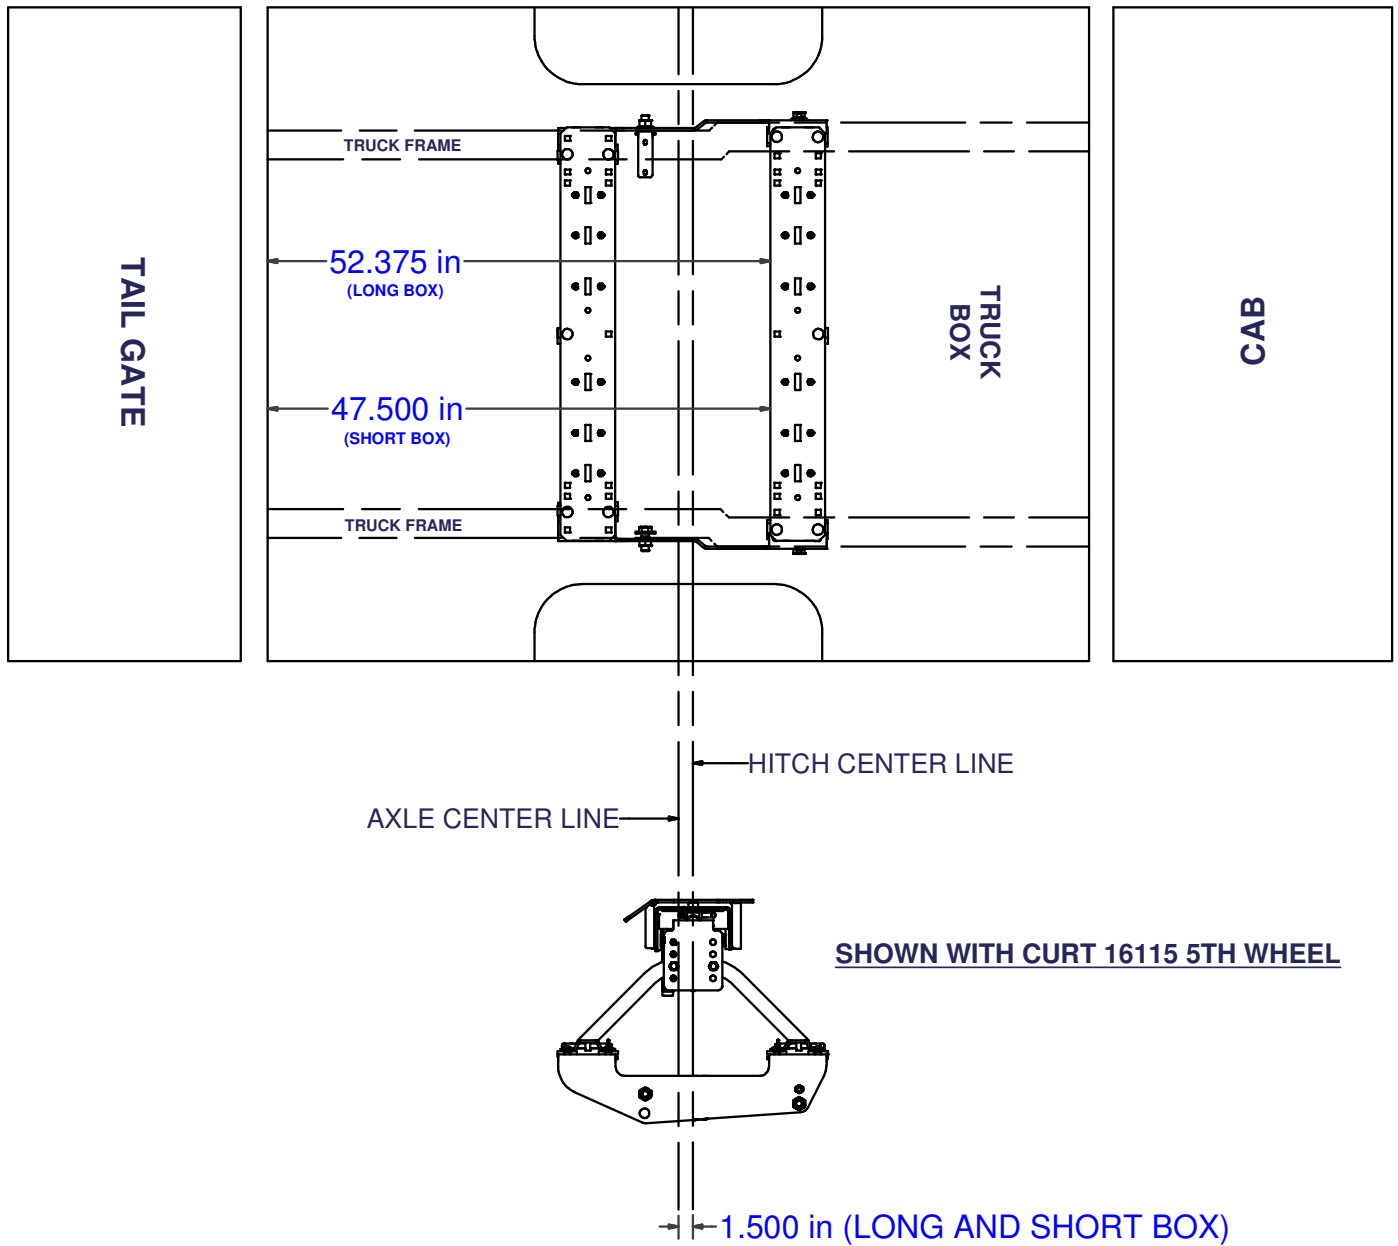 TRUCK FRAME
52.375 in
(LONG BOX)
TAIL GATE
TRUCK
BOX
CAB
47.500 in
(SHORT BOX)
TRUCK FRAME
HITCH CENTER LINE
AXLE CENTER LINE
SHOWN WITH CURT 16115 5TH WHEEL
1.500 in (LONG AND SHORT BOX)